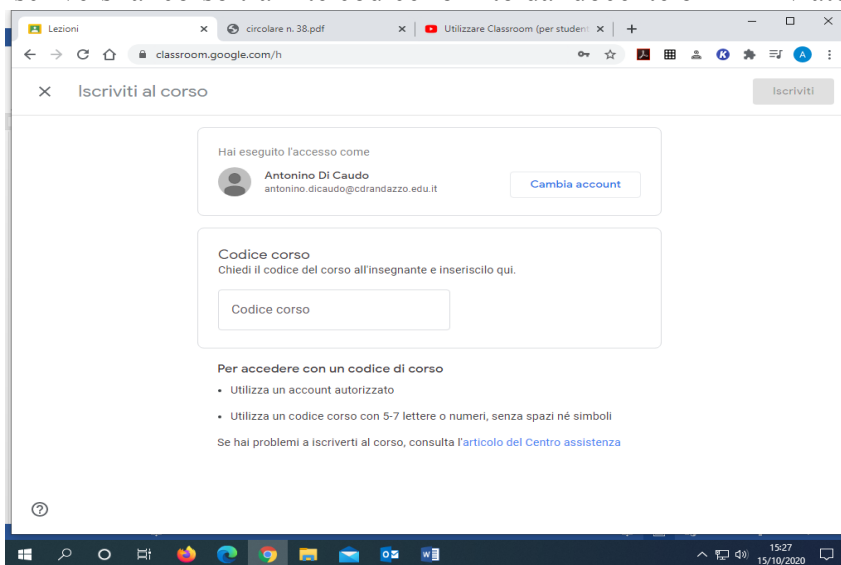 Lezioni
circolare n. 38.pdf
Utilizzare Classroom (per student
classroom.google.com/h
Iscriviti al corso
Iscriviti
Hai eseguito l'accesso come
Antonino Di Caudo
antonino.dicaudo@cdrandazzo.edu.it
Cambia account
Codice corso
Chiedi il codice del corso all'insegnante e inseriscilo qui.
Codice corso
Per accedere con un codice di corso
• Utilizza un account autorizzato
• Utilizza un codice corso con 5-7 lettere o numeri, senza spazi né simboli
Se hai problemi a iscriverti al corso, consulta l'articolo del Centro assistenza
15:27
15/10/2020